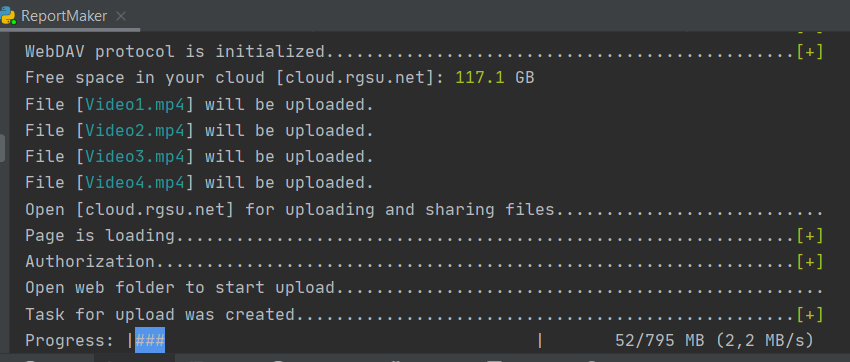 ReportMaker
WebDAV protocol is initialized...............................................[+]
Free space in your cloud [cloud.rgsu.net]: 117.1 GB
File [Video1.mp4] will be uploaded.
File [Video2.mp4] will be uploaded.
File [Video3.mp4] will be uploaded.
File [Video4.mp4] will be uploaded.
Open [cloud.rgsu.net] for uploading and sharing files...........................
Page is loading..............................................................[+]
Authorization................................................................[+]
Open web folder to start upload.................................................
Task for upload was created..................................................[+]
Progress: |### | 52/795 MB (2,2 MB/s)